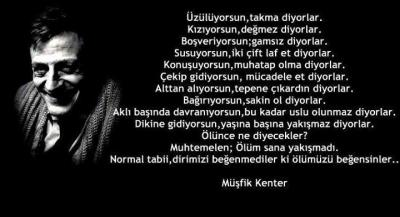 Üzülüyorsun,takma diyorlar.
Kızıyorsun,değmez diyorlar.
Boşveriyorsun;gamsız diyorlar.
Susuyorsun,iki çift laf et diyorlar.
Konuşuyorsun,muhatap olma diyorlar.
Çekip gidiyorsun, mücadele et diyorlar.
Alttan alıyorsun,tepene çıkardın diyorlar.
Bağırıyorsun,sakin ol diyorlar.
Aklı başında davranıyorsun,bu kadar uslu olunmaz diyorlar.
Dikine gidiyorsun,yaşına başına yakışmaz diyorlar.
Ölünce ne diyecekler?
Muhtemelen; Ölüm sana yakışmadı.
Normal tabii,dirimizi beğenmediler ki ölümüzü beğensinler..
Müşfik Kenter